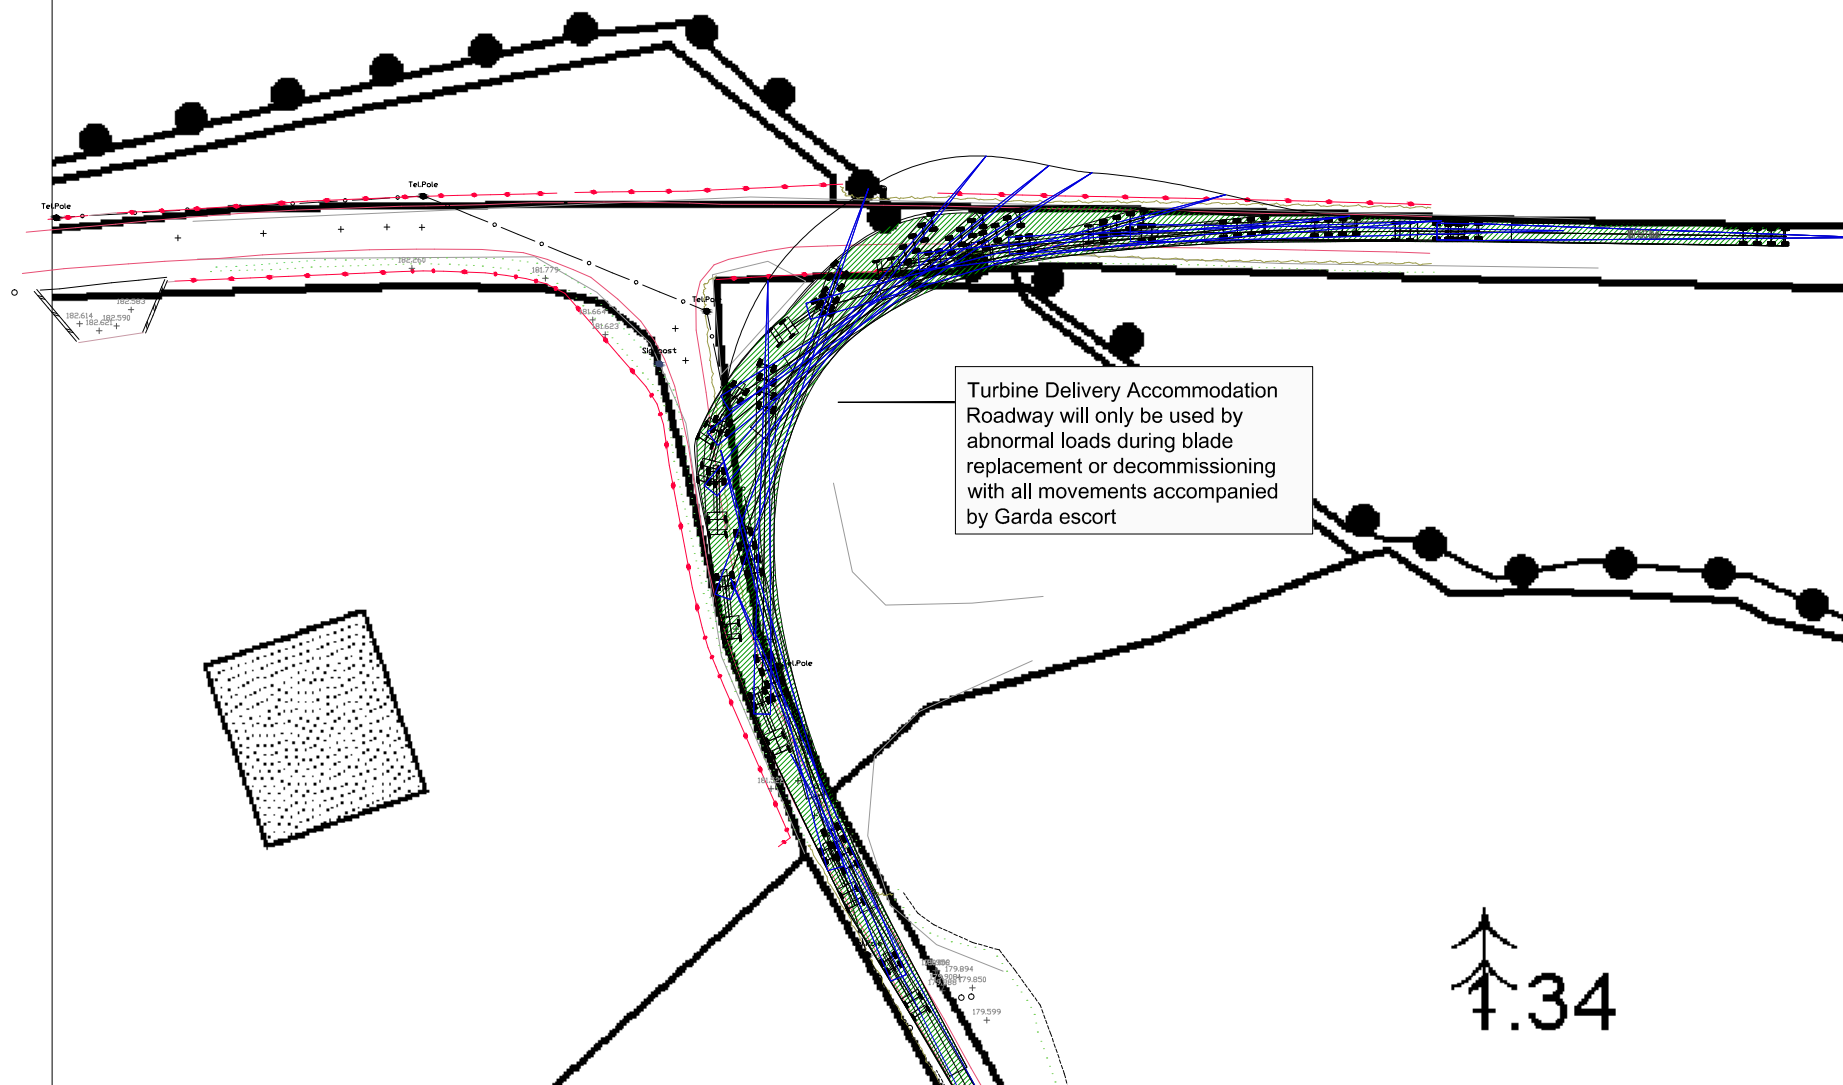 Tel.Pole
Tel.Pole
182.260
181.779
182.583
182.614
182.590
182.621
181.664
181.623
Signpost
Turbine Delivery Accommodation
Roadway will only be used by
abnormal loads during blade
replacement or decommissioning
with all movements accompanied
by Garda escort
Tel.Pole
179.894
179.850
179.599
1.34